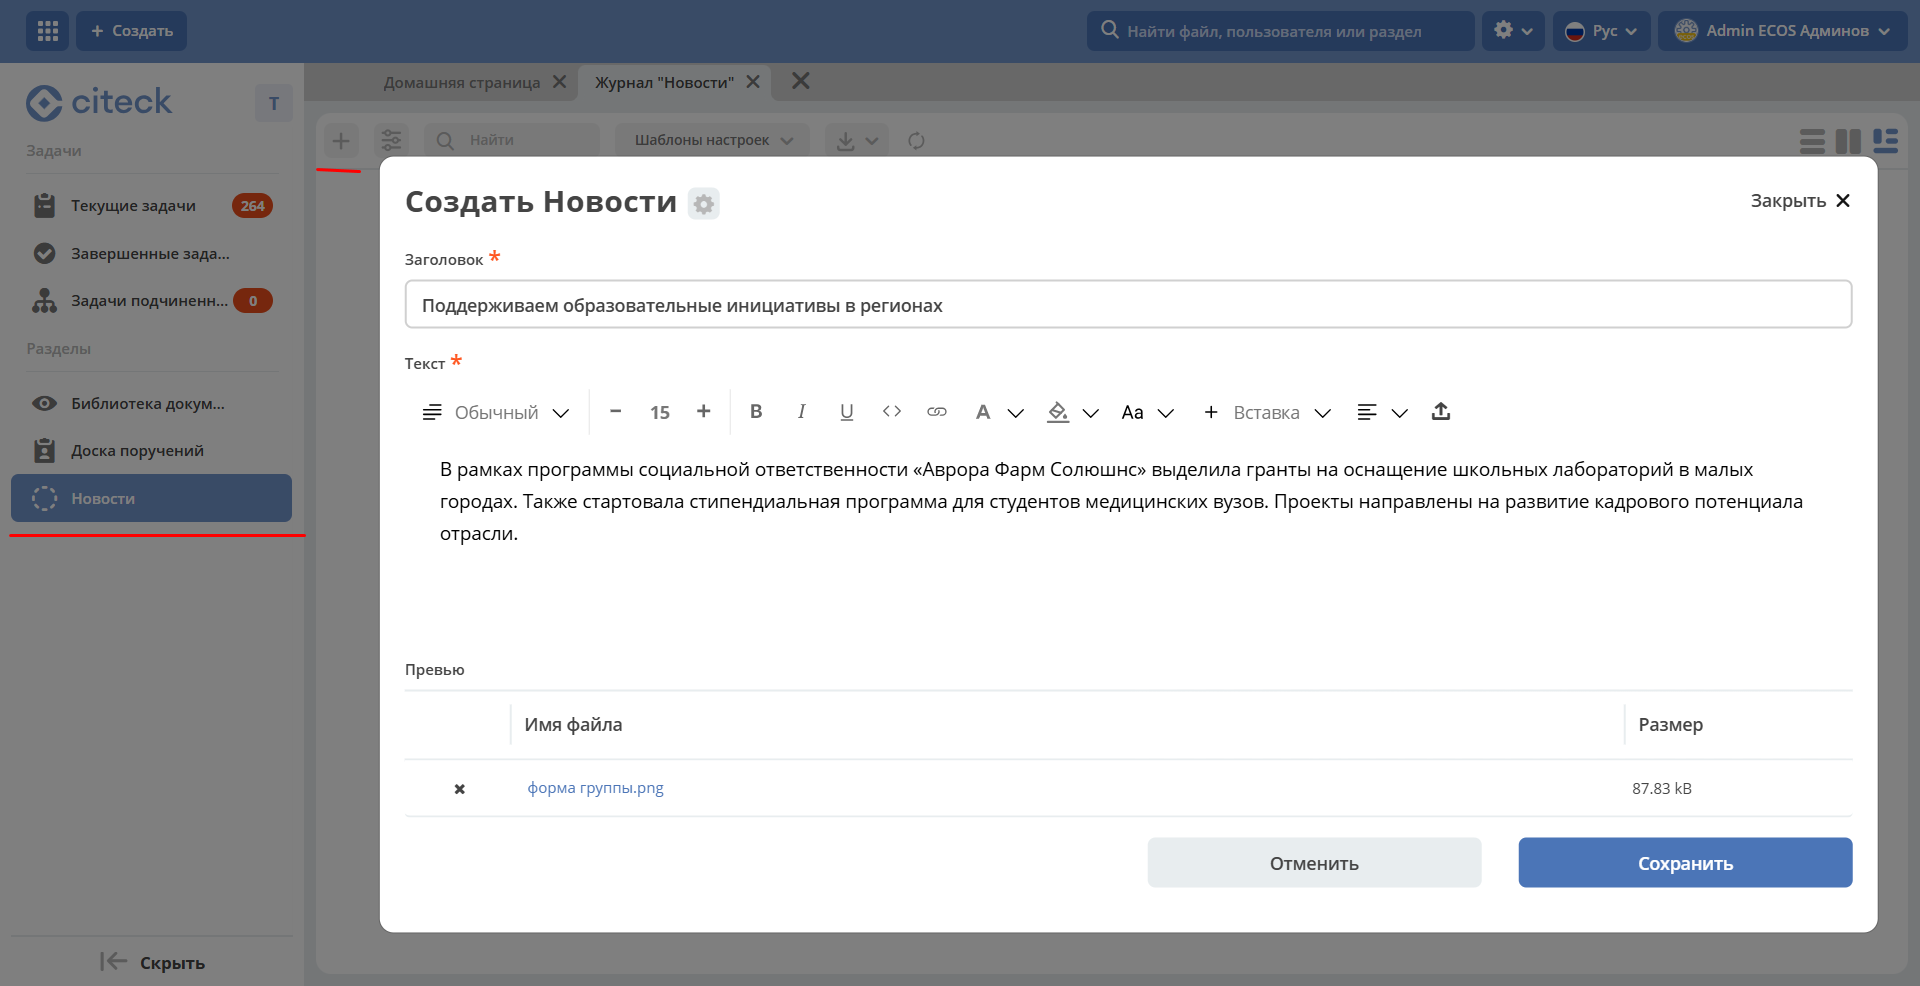 + Создать
Найти файл, пользователя или раздел
Рус
Admin ECOS Админов
citeck
T
Домашняя страница
Журнал "Новости"
Задачи
Текущие задачи 264
Завершенные зада...
Задачи подчиненн... 0
Разделы
Библиотека докум...
Доска поручений
Новости
Скрыть
Найти
Шаблоны настроек
Создать Новости
Закрыть
Заголовок *
Поддерживаем образовательные инициативы в регионах
Текст *
Обычный
− 15 +
B I U <> A Aa
+ Вставка
В рамках программы социальной ответственности «Аврора Фарм Солюшнс» выделила гранты на оснащение школьных лабораторий в малых
городах. Также стартовала стипендиальная программа для студентов медицинских вузов. Проекты направлены на развитие кадрового потенциала
отрасли.
Превью
Имя файла Размер
форма группы.png 87.83 kB
Отменить
Сохранить